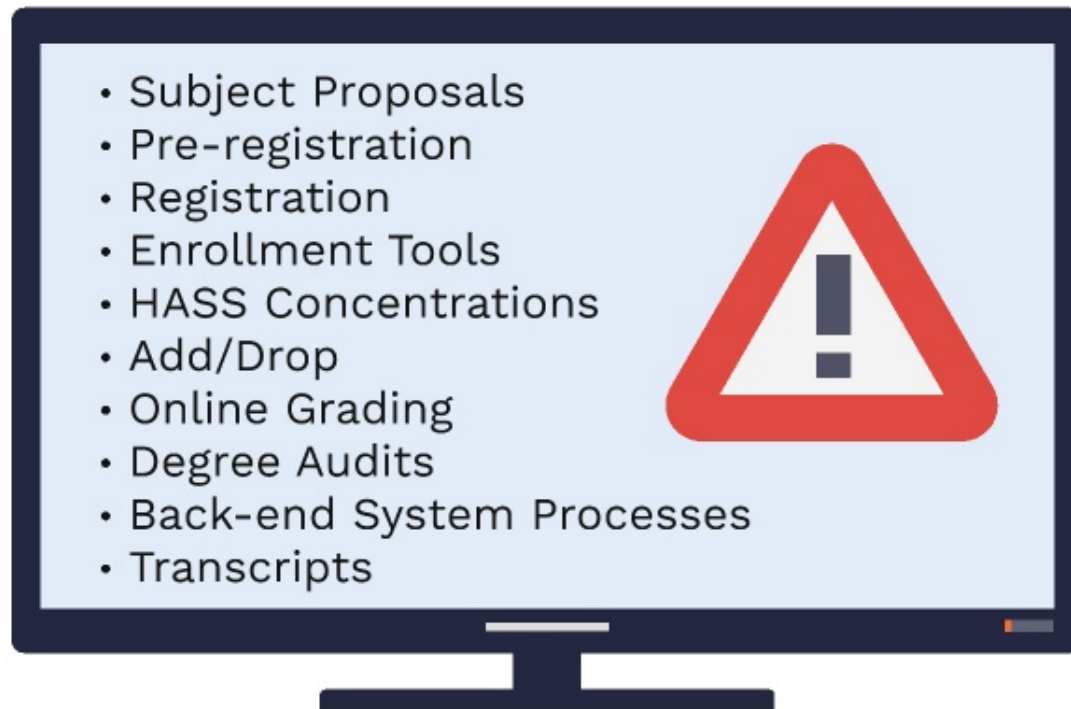 • Subject Proposals
• Pre-registration
• Registration
• Enrollment Tools
• HASS Concentrations
• Add/Drop
• Online Grading
• Degree Audits
• Back-end System Processes
• Transcripts
!